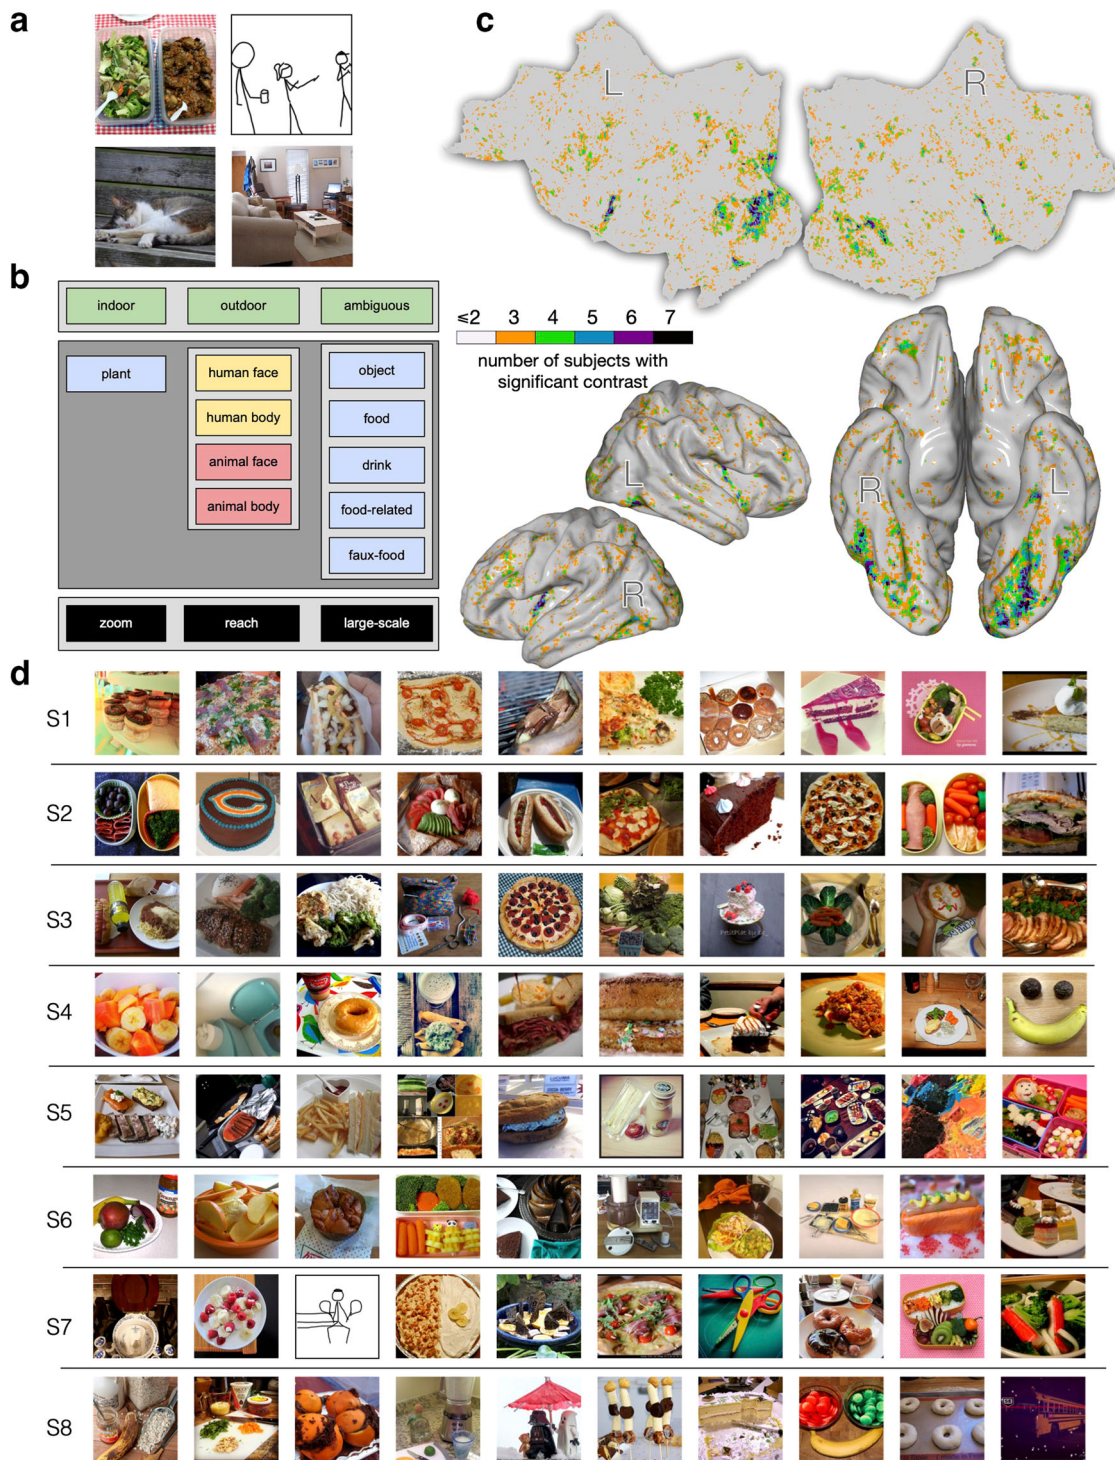 a
c
L
R
b
indoor
outdoor
ambiguous
plant
human face
human body
animal face
animal body
object
food
drink
food-related
faux-food
zoom
reach
large-scale
≤2 3 4 5 6 7
number of subjects with
significant contrast
L
R
R
L
d
S1
S2
S3
S4
S5
S6
S7
S8